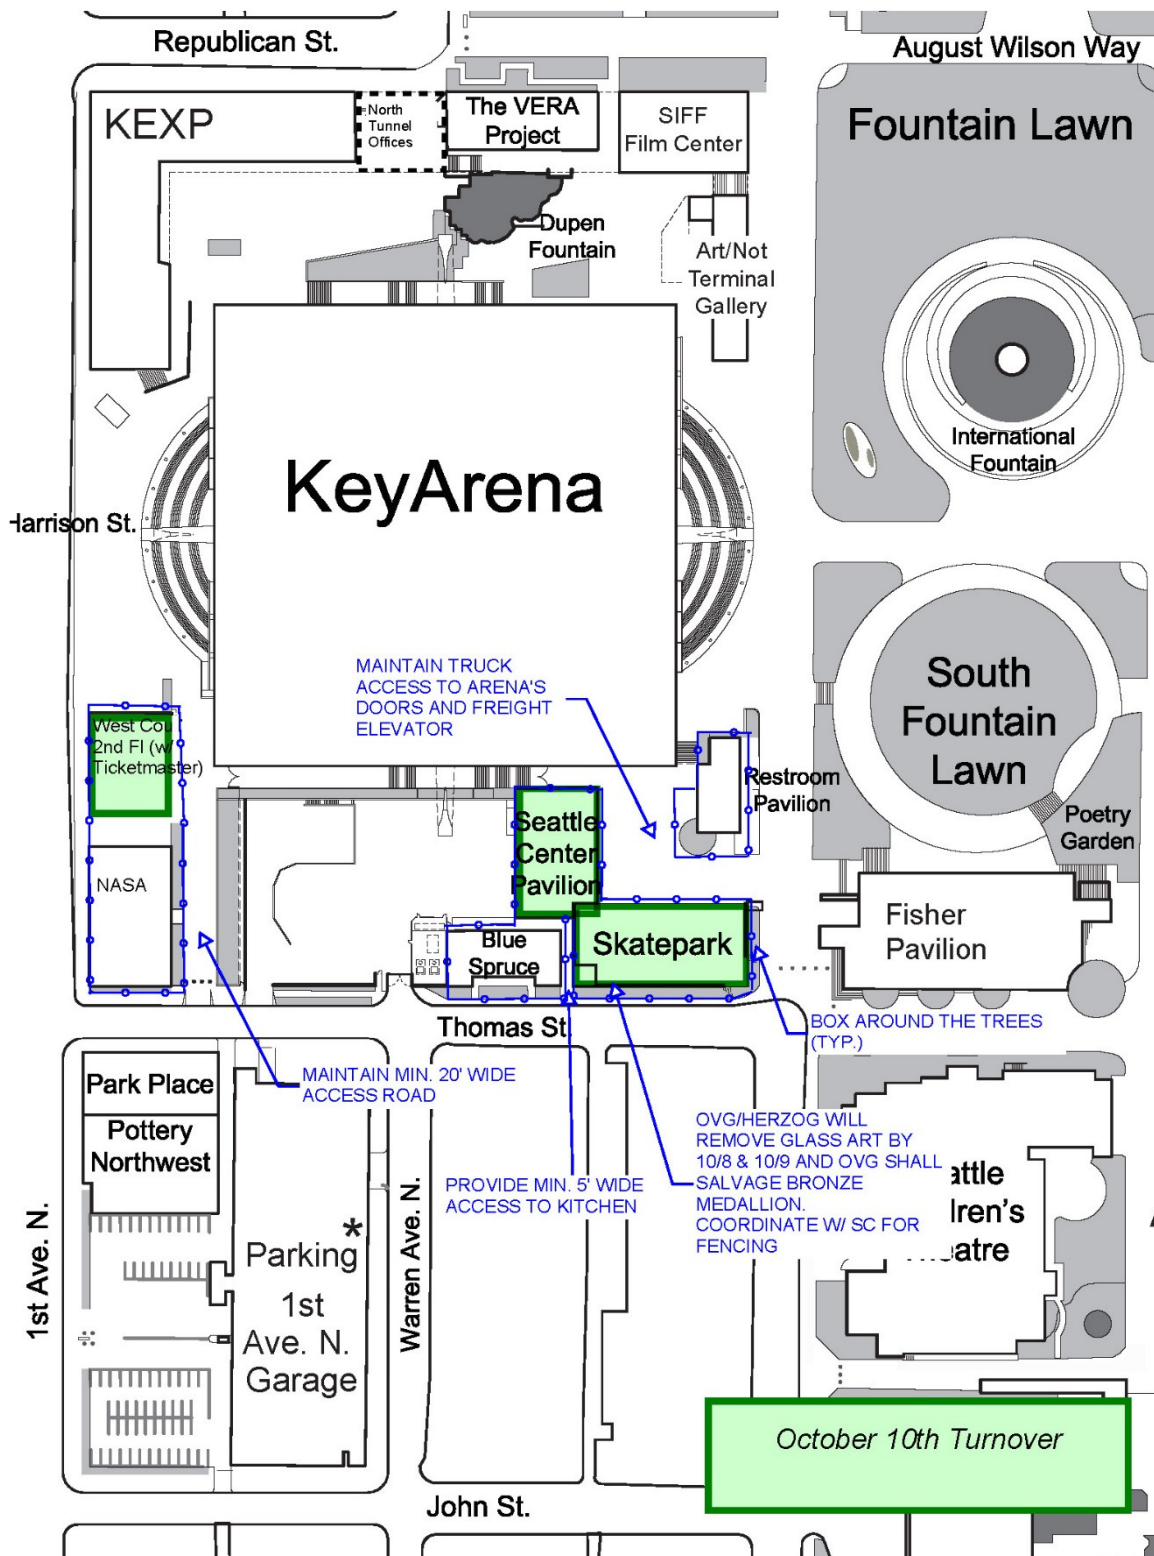 Republican St.
August Wilson Way
KEXP
North
Tunnel
Offices
The VERA
Project
SIFF
Film Center
Fountain Lawn
Dupen
Fountain
Art/Not
Terminal
Gallery
International
Fountain
KeyArena
Harrison St.
MAINTAIN TRUCK
ACCESS TO ARENA'S
DOORS AND FREIGHT
ELEVATOR
South
Fountain
Lawn
West Cou
2nd Fl (w/
Ticketmaster)
Restroom
Pavilion
Poetry
Garden
Seattle
Center
Pavilion
NASA
Blue
Spruce
Skatepark
Fisher
Pavilion
Thomas St.
BOX AROUND THE TREES
(TYP.)
Park Place
Pottery
Northwest
MAINTAIN MIN. 20' WIDE
ACCESS ROAD
PROVIDE MIN. 5' WIDE
ACCESS TO KITCHEN
OVG/HERZOG WILL
REMOVE GLASS ART BY
10/8 & 10/9 AND OVG SHALL
SALVAGE BRONZE
MEDALLION.
COORDINATE W/ SC FOR
FENCING
attle
dren's
eatre
1st Ave. N.
*
Parking
1st
Ave. N.
Garage
Warren Ave. N.
October 10th Turnover
John St.